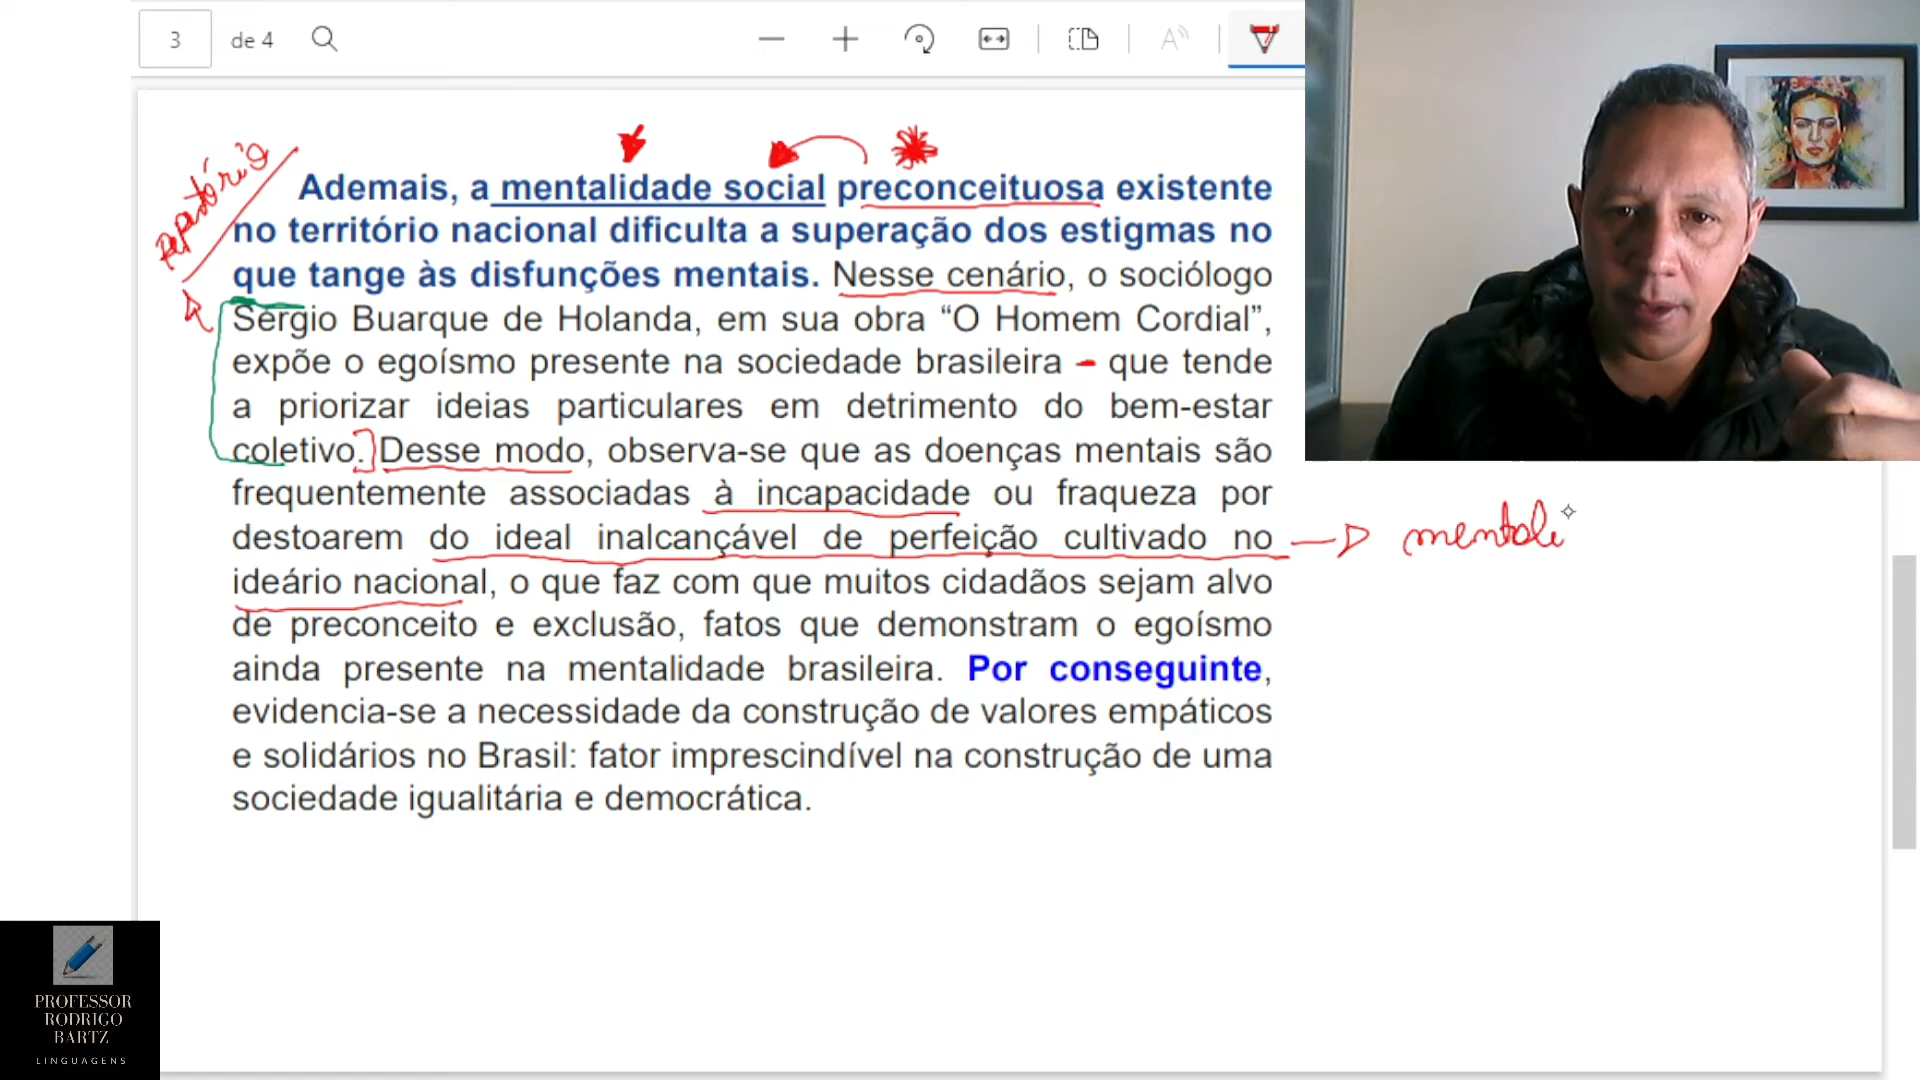 3 de 4
repertório
Ademais, a mentalidade social preconceituosa existente
no território nacional dificulta a superação dos estigmas no
que tange às disfunções mentais. Nesse cenário, o sociólogo
Sérgio Buarque de Holanda, em sua obra “O Homem Cordial”,
expõe o egoísmo presente na sociedade brasileira - que tende
a priorizar ideias particulares em detrimento do bem-estar
coletivo. Desse modo, observa-se que as doenças mentais são
frequentemente associadas à incapacidade ou fraqueza por
destoarem do ideal inalcançável de perfeição cultivado no
mentali
ideário nacional, o que faz com que muitos cidadãos sejam alvo
de preconceito e exclusão, fatos que demonstram o egoísmo
ainda presente na mentalidade brasileira. Por conseguinte,
evidencia-se a necessidade da construção de valores empáticos
e solidários no Brasil: fator imprescindível na construção de uma
sociedade igualitária e democrática.
PROFESSOR
RODRIGO
BARTZ
LINGUAGENS